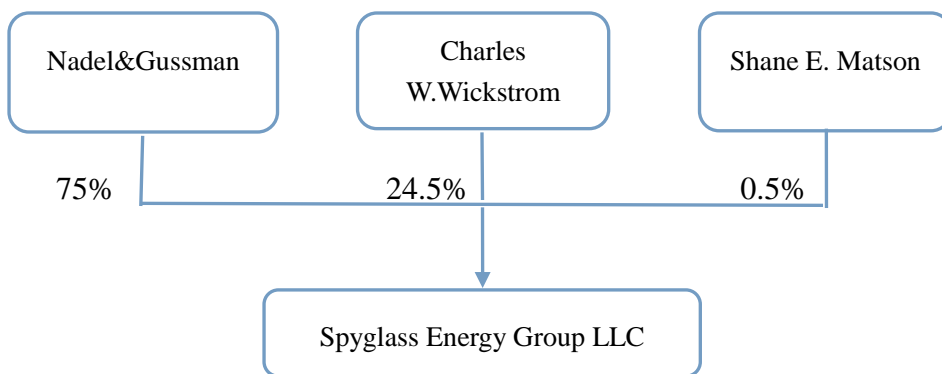 Nadel&Gussman
Charles
W.Wickstrom
Shane E. Matson
75%
24.5%
0.5%
Spyglass Energy Group LLC